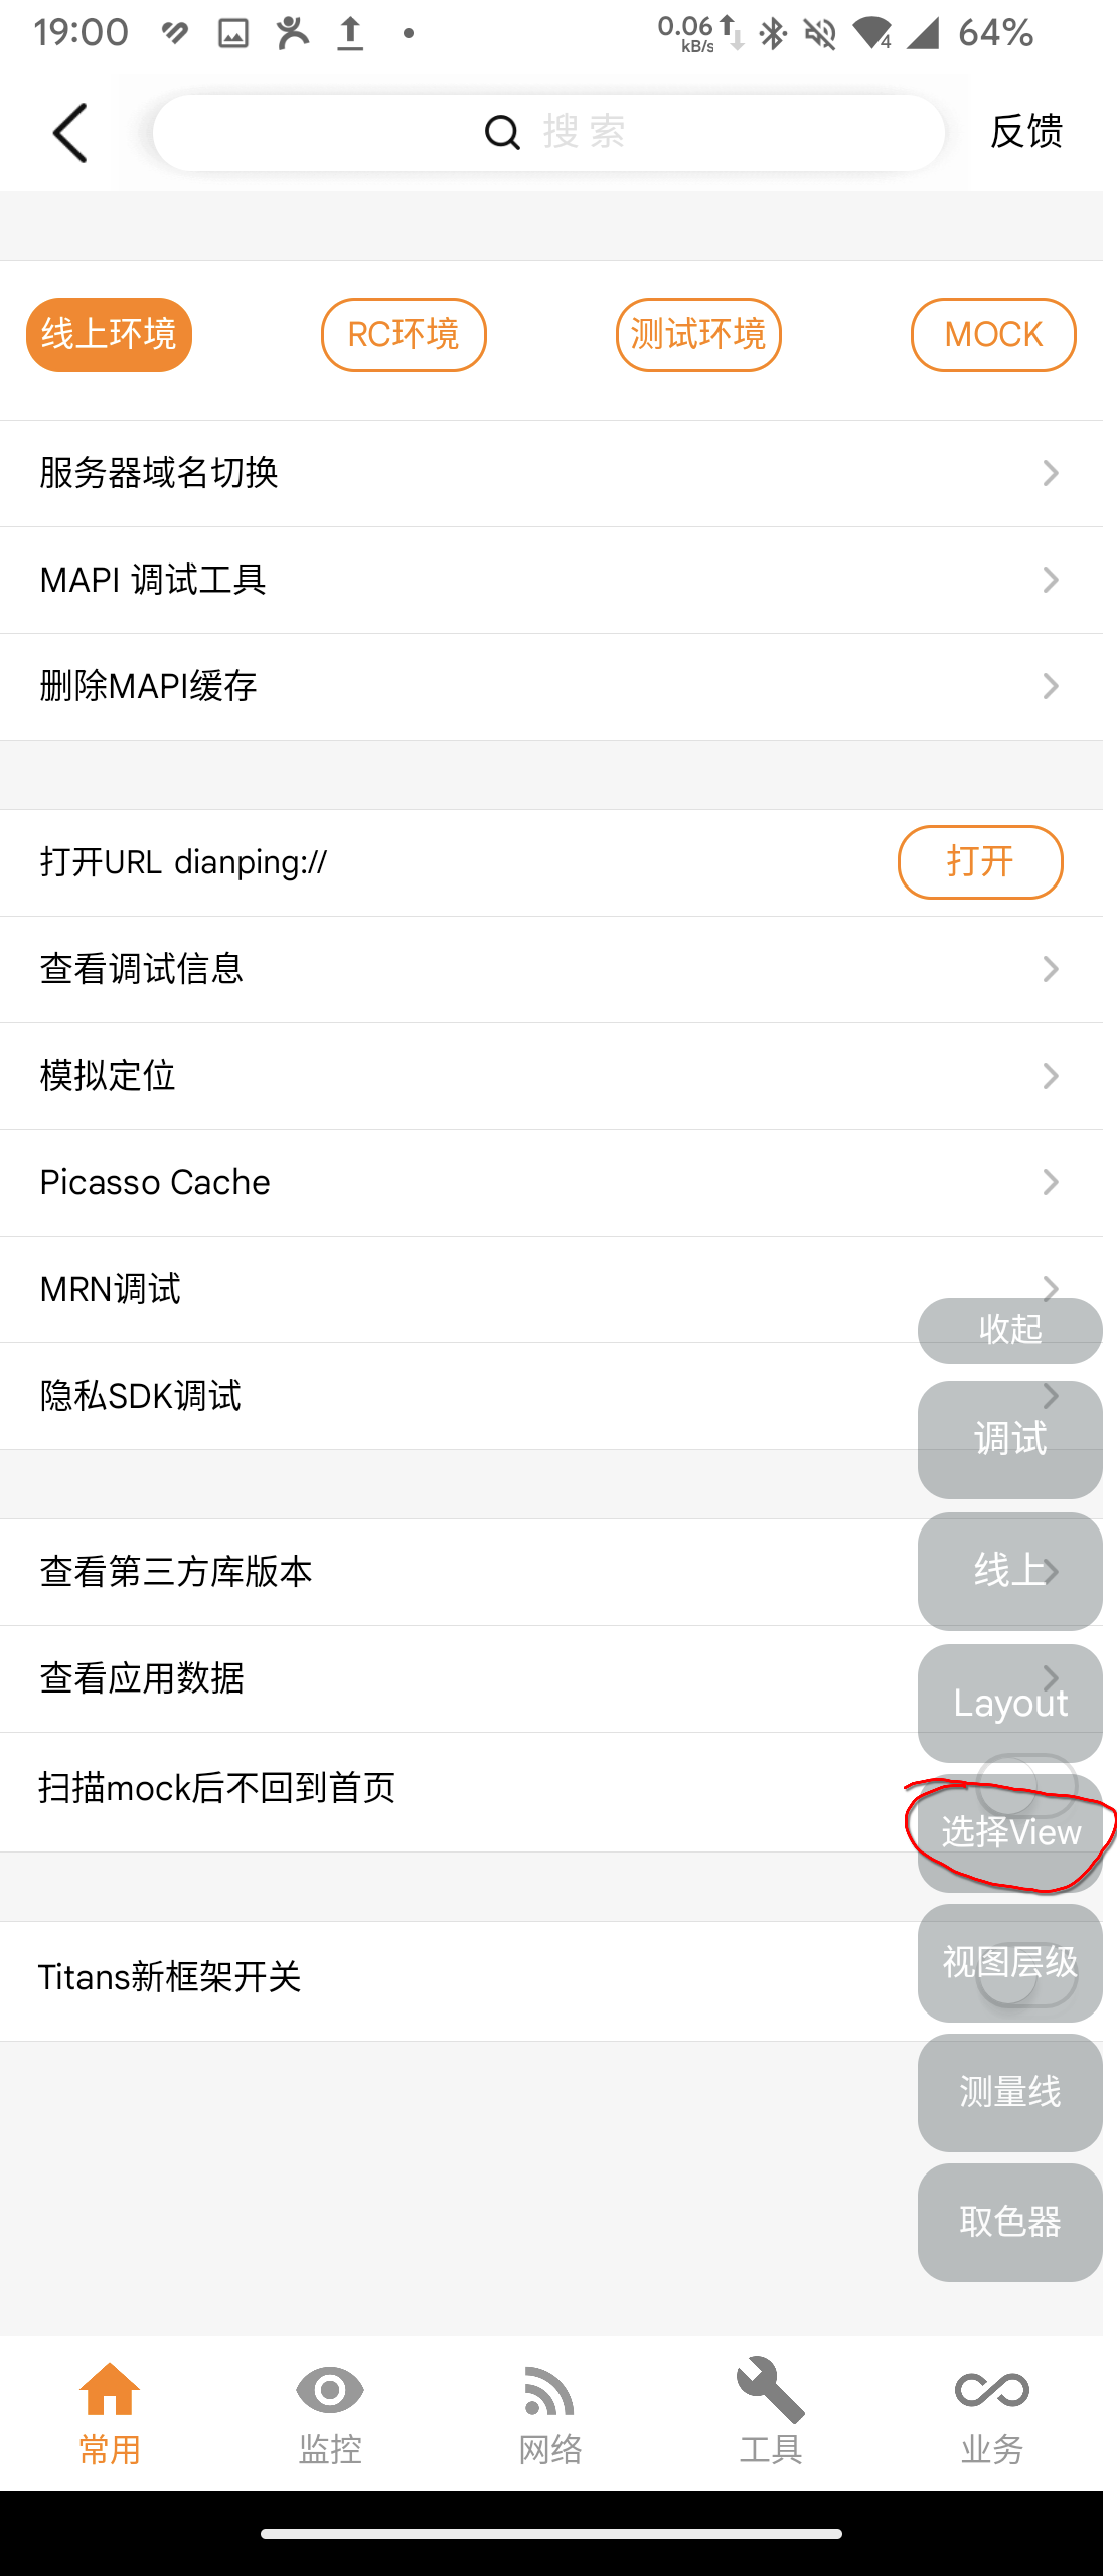 19:00
0.06
kB/s
4
64%
搜索
反馈
线上环境
RC环境
测试环境
MOCK
服务器域名切换
MAPI 调试工具
删除MAPI缓存
打开URL dianping://
打开
查看调试信息
模拟定位
Picasso Cache
MRN调试
收起
隐私SDK调试
调试
查看第三方库版本
线上
查看应用数据
Layout
扫描mock后不回到首页
选择View
视图层级
Titans新框架开关
测量线
取色器
常用
监控
网络
工具
业务